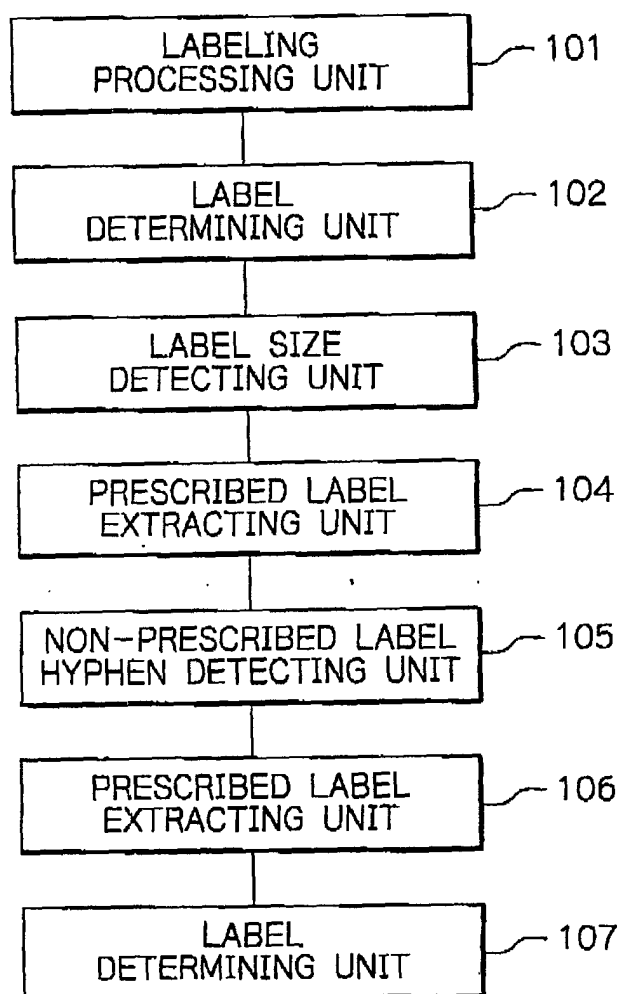 LABELING
PROCESSING UNIT
101
LABEL
DETERMINING UNIT
102
LABEL SIZE
DETECTING UNIT
103
PRESCRIBED LABEL
EXTRACTING UNIT
104
NON-PRESCRIBED LABEL
HYPHEN DETECTING UNIT
105
PRESCRIBED LABEL
EXTRACTING UNIT
106
LABEL
DETERMINING UNIT
107